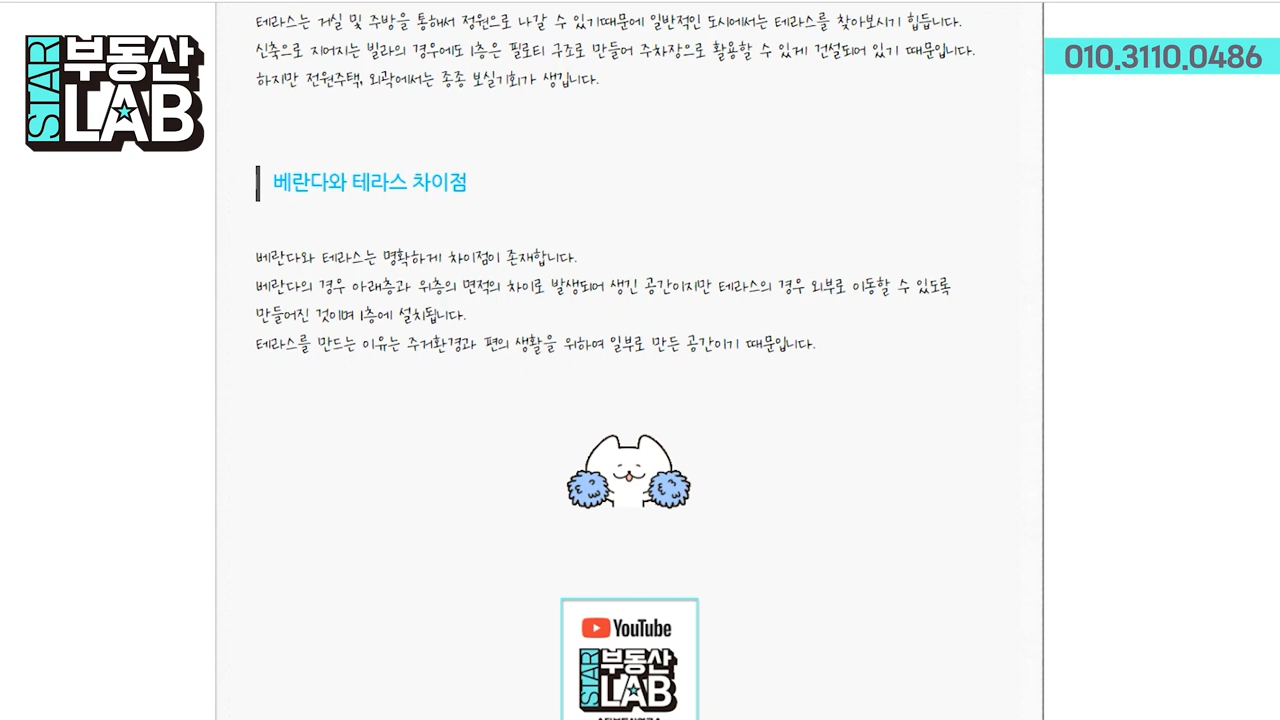 테라스는 거실 및 주방을 통해서 정원으로 나갈 수 있기때문에 일반적인 도시에서는 테라스를 찾아보시기 힘듭니다.
STAR 부동산 LAB
010.3110.0486
신축으로 지어지는 빌라의 경우에도 1층은 필로티 구조로 만들어 주차장으로 활용할 수 있게 건설되어 있기 때문입니다.
하지만 전원주택, 외곽에서는 종종 보실기회가 생깁니다.
베란다와 테라스 차이점
베란다와 테라스는 명확하게 차이점이 존재합니다.
베란다의 경우 아래층과 위층의 면적의 차이로 발생되어 생긴 공간이지만 테라스의 경우 외부로 이동할 수 있도록
만들어진 것이며 1층에 설치됩니다.
테라스를 만드는 이유는 주거환경과 편의 생활을 위하여 일부로 만든 공간이기 때문입니다.
YouTube
STAR 부동산 LAB